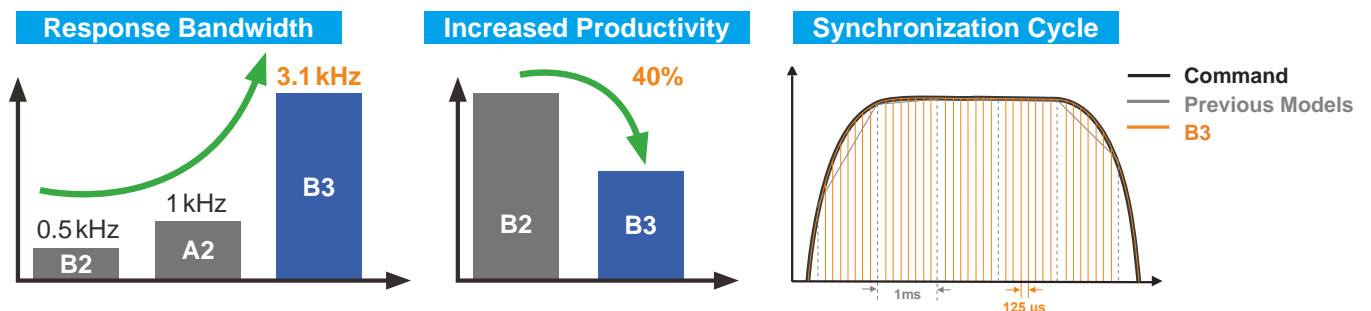 Response Bandwidth
3.1 kHz
B3
1 kHz
A2
0.5 kHz
B2
Increased Productivity
40%
B2
B3
Synchronization Cycle
Command
Previous Models
B3
1ms
125 us